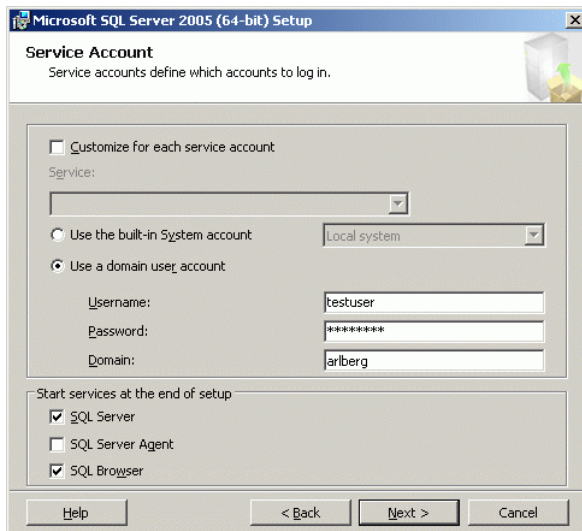 Microsoft SQL Server 2005 (64-bit) Setup
Service Account
Service accounts define which accounts to log in.
Customize for each service account
Service:
Use the built-in System account
Local system
Use a domain user account
Username:
testuser
Password:
********
Domain:
arlberg
Start services at the end of setup
SQL Server
SQL Server Agent
SQL Browser
Help
< Back
Next >
Cancel